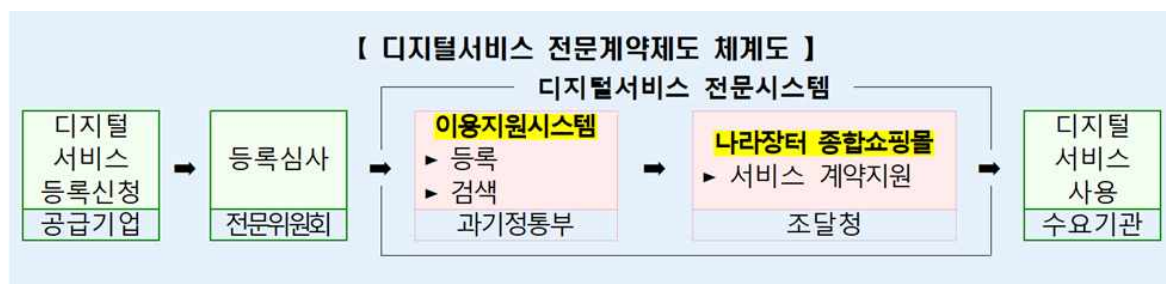 【 디지털서비스 전문계약제도 체계도 】
디지털서비스 전문시스템
디지털
서비스
등록신청
공급기업
➡
등록심사
전문위원회
➡
이용지원시스템
► 등록
► 검색
과기정통부
➡
나라장터 종합쇼핑몰
► 서비스 계약지원
조달청
➡
디지털
서비스
사용
수요기관